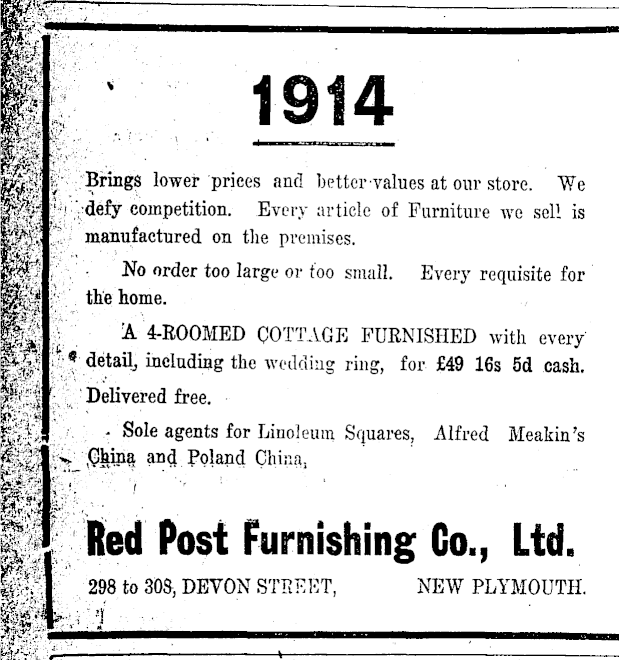 1914
Brings lower prices and better values at our store. We
defy competition. Every article of Furniture we sell is
manufactured on the premises.
No order too large or too small. Every requisite for
the home.
A 4-ROOMED COTTAGE FURNISHED with every
detail, including the wedding ring, for £49 16s 5d cash.
Delivered free.
Sole agents for Linoleum Squares, Alfred Meakin's
China and Poland China,
Red Post Furnishing Co., Ltd.
298 to 308, DEVON STREET, NEW PLYMOUTH.